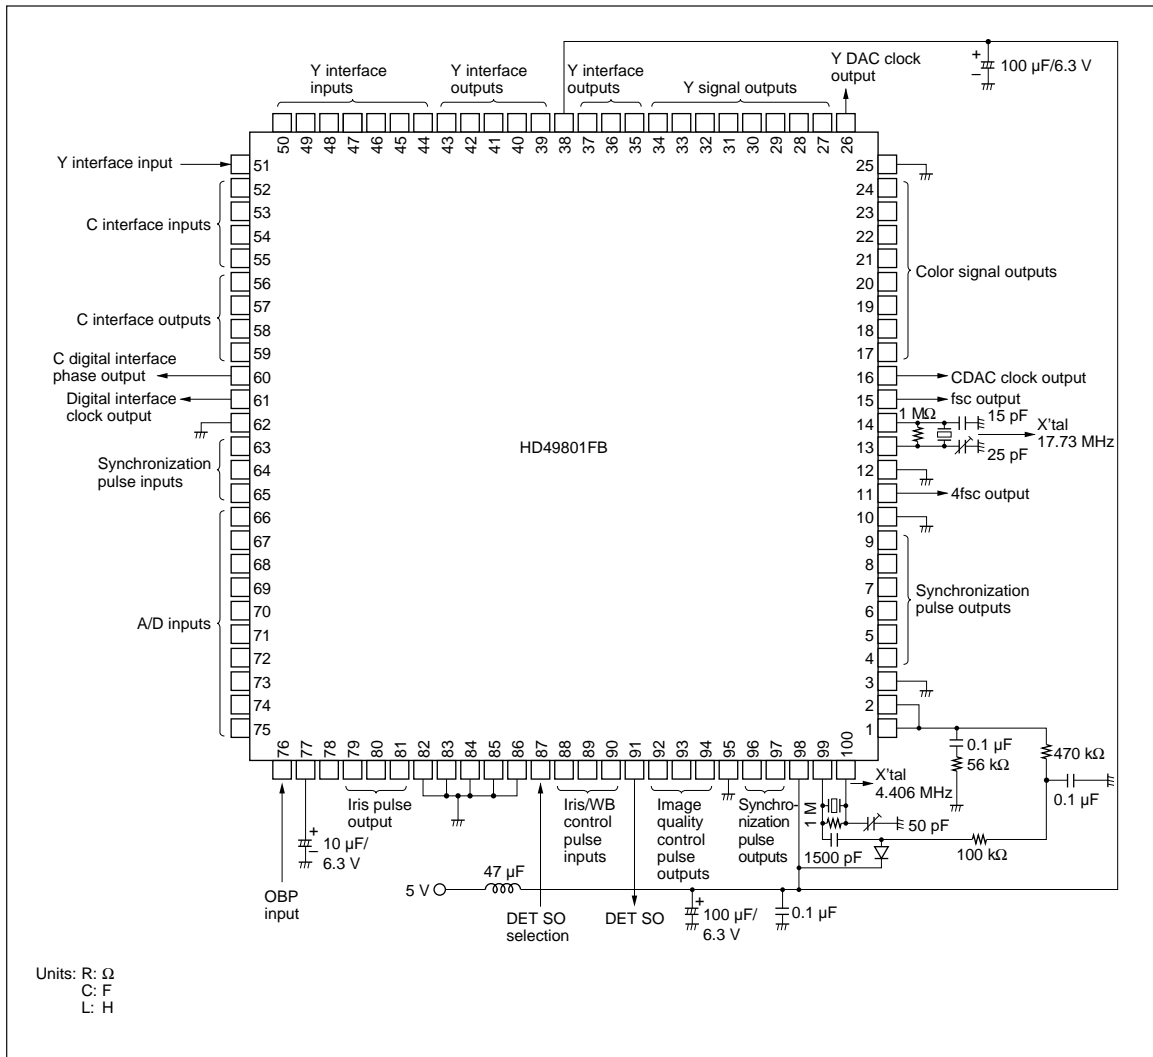 100 µF/6.3 V
Y interface
inputs
Y interface
outputs
Y interface
outputs
Y signal outputs
Y DAC clock
output
50 49 48 47 46 45 44 43 42 41 40 39 38 37 36 35 34 33 32 31 30 29 28 27 26
Y interface input
51
52
53
54
55
C interface inputs
56
57
58
59
C interface outputs
60
C digital interface
phase output
61
Digital interface
clock output
62
63
64
65
Synchronization
pulse inputs
66
67
68
69
70
71
72
73
74
75
A/D inputs
HD49801FB
25
24
23
22
21
20
19
18
17
Color signal outputs
16
CDAC clock output
15
fsc output
14
1 MΩ
15 pF
X'tal
17.73 MHz
13
25 pF
12
11
4fsc output
10
9
8
7
6
5
4
Synchronization
pulse outputs
3
2
1
0.1 µF
56 kΩ
470 kΩ
0.1 µF
76 77 78 79 80 81 82 83 84 85 86 87 88 89 90 91 92 93 94 95 96 97 98 99 100
OBP
input
10 µF/
6.3 V
Iris pulse
output
DET SO
selection
Iris/WB
control
pulse
inputs
DET SO
Image
quality
control
pulse
outputs
Synchro-
nization
pulse
outputs
X'tal
4.406 MHz
1 M
50 pF
1500 pF
100 kΩ
5 V
47 µF
100 µF/
6.3 V
0.1 µF
Units: R: Ω
C: F
L: H